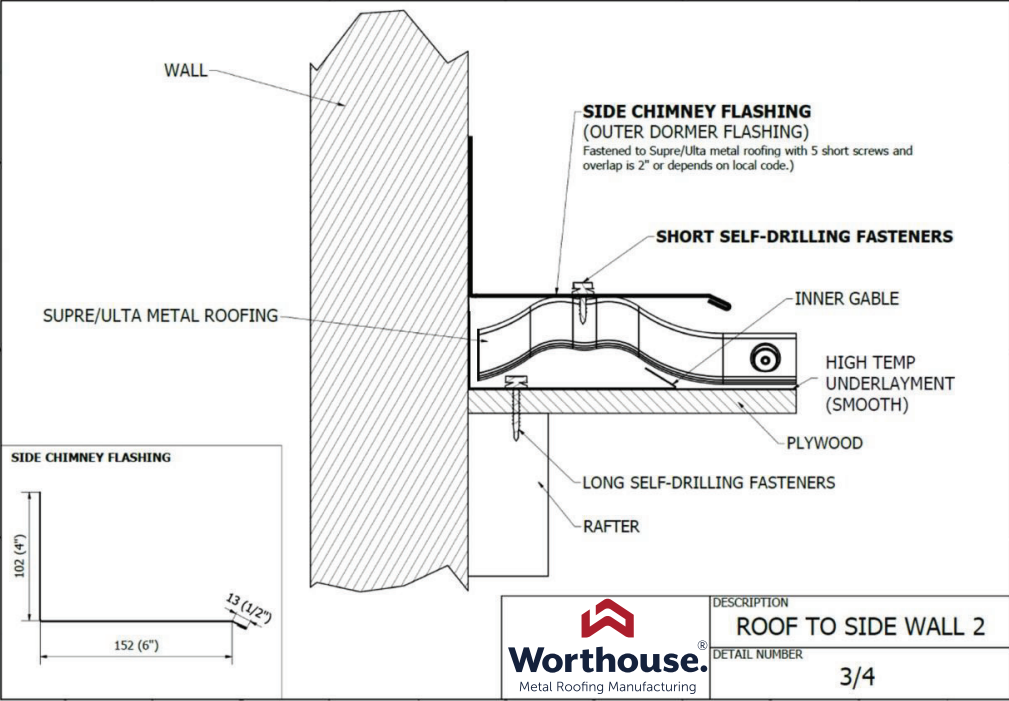 WALL
SIDE CHIMNEY FLASHING
(OUTER DORMER FLASHING)
Fastened to Supre/Ulta metal roofing with 5 short screws and
overlap is 2" or depends on local code.)
SHORT SELF-DRILLING FASTENERS
INNER GABLE
SUPRE/ULTA METAL ROOFING
HIGH TEMP
UNDERLAYMENT
(SMOOTH)
PLYWOOD
LONG SELF-DRILLING FASTENERS
RAFTER
SIDE CHIMNEY FLASHING
102 (4")
13 (1/2")
152 (6")
Worthouse.®
Metal Roofing Manufacturing
DESCRIPTION
ROOF TO SIDE WALL 2
DETAIL NUMBER
3/4